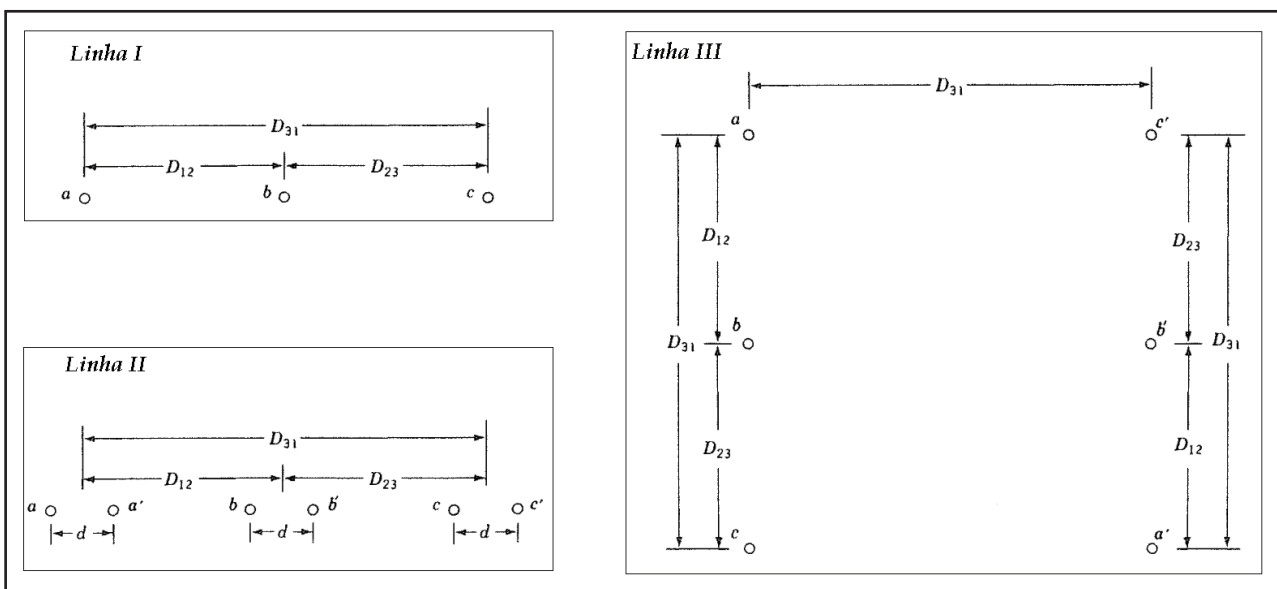 Linha I
D₃₁
D₁₂ D₂₃
a b c
Linha II
D₃₁
D₁₂ D₂₃
a a′ b b′ c c′
d d d
Linha III
D₃₁
a c′
D₁₂ D₂₃
b b′
D₃₁ D₃₁
D₂₃ D₁₂
c a′